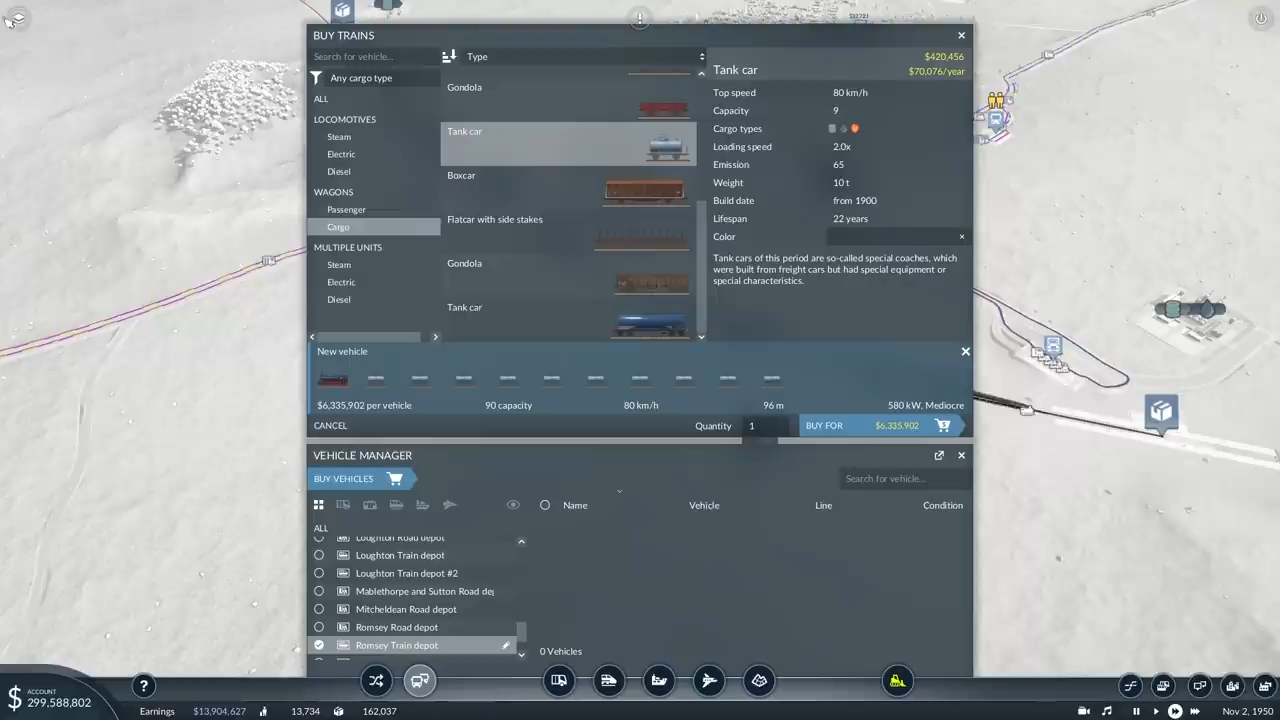 BUY TRAINS
Search for vehicle...
Type
Any cargo type
ALL
LOCOMOTIVES
Steam
Electric
Diesel
WAGONS
Passenger
Cargo
MULTIPLE UNITS
Steam
Electric
Diesel
Gondola
Tank car
Boxcar
Flatcar with side stakes
Gondola
Tank car
$420,456
Tank car
$70,076/year
Top speed 80 km/h
Capacity 9
Cargo types
Loading speed 2.0x
Emission 65
Weight 10 t
Build date from 1900
Lifespan 22 years
Color
Tank cars of this period are so-called special coaches, which
were built from freight cars but had special equipment or
special characteristics.
New vehicle
$6,335,902 per vehicle 90 capacity 80 km/h 96 m 580 kW, Mediocre
CANCEL Quantity 1 BUY FOR $6,335,902
VEHICLE MANAGER
BUY VEHICLES
Search for vehicle...
Name Vehicle Line Condition
ALL
Loughton Road depot
Loughton Train depot
Loughton Train depot #2
Mablethorpe and Sutton Road de
Mitcheldean Road depot
Romsey Road depot
Romsey Train depot
0 Vehicles
ACCOUNT
299,588,802
Earnings $13,904,627 13,734 162,037
Nov 2, 1950